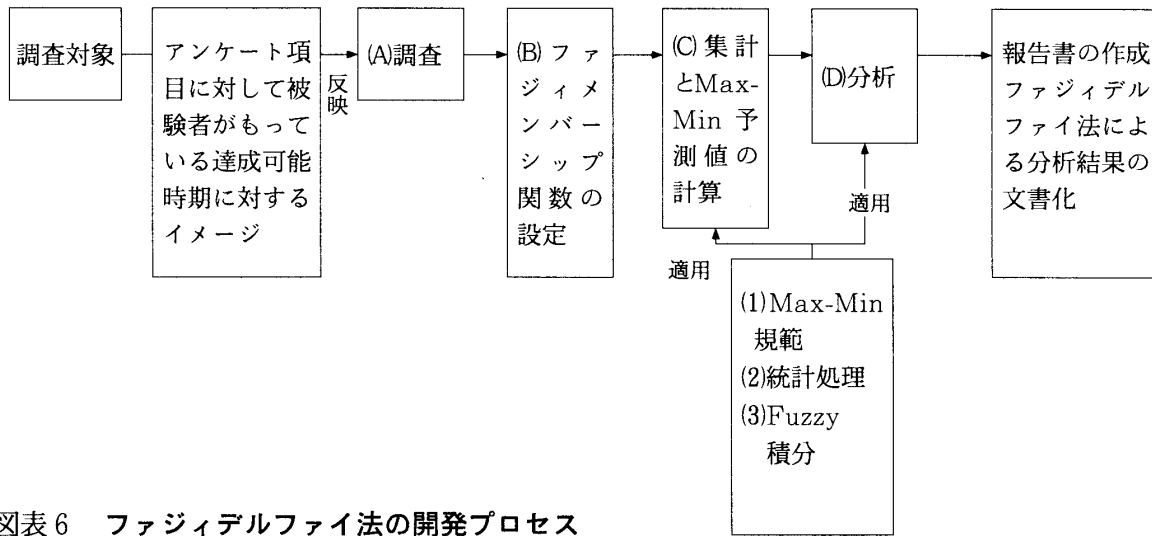 調査対象
アンケート項
目に対して被
験者がもって
いる達成可能
時期に対する
イメージ
反映
(A)調査
(B)ファ
ジィメ
ンバー
シップ
関数の
設定
(C)集計
とMax-
Min 予
測値の
計算
(D)分析
報告書の作成
ファジィデル
ファイ法によ
る分析結果の
文書化
適用
適用
(1)Max-Min
規範
(2)統計処理
(3)Fuzzy
積分
図表6 ファジィデルファイ法の開発プロセス